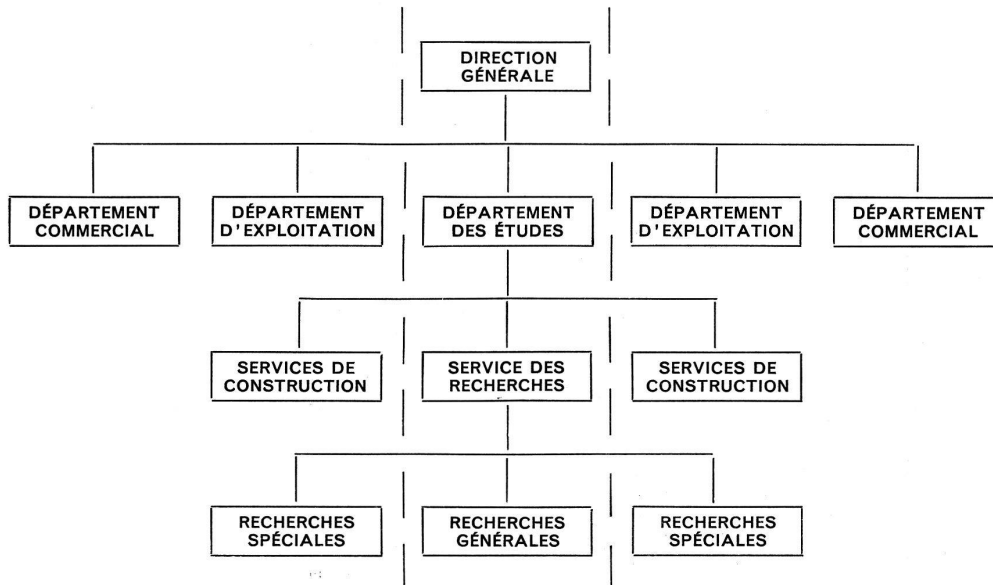 DIRECTION
GÉNÉRALE
DÉPARTEMENT
COMMERCIAL
DÉPARTEMENT
D'EXPLOITATION
DÉPARTEMENT
DES ÉTUDES
DÉPARTEMENT
D'EXPLOITATION
DÉPARTEMENT
COMMERCIAL
SERVICES DE
CONSTRUCTION
SERVICE DES
RECHERCHES
SERVICES DE
CONSTRUCTION
RECHERCHES
SPÉCIALES
RECHERCHES
GÉNÉRALES
RECHERCHES
SPÉCIALES